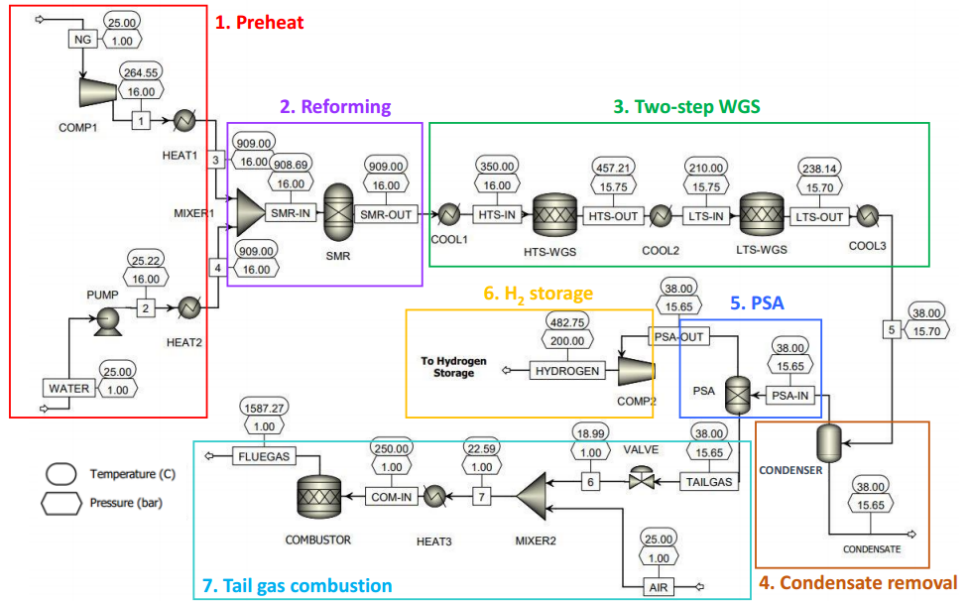 1. Preheat
25.00
1.00
NG
264.55
16.00
COMP1
1
HEAT1
3
909.00
16.00
MIXER1
4
909.00
16.00
25.22
16.00
PUMP
2
HEAT2
WATER
25.00
1.00
2. Reforming
908.69
16.00
SMR-IN
909.00
16.00
SMR-OUT
SMR
3. Two-step WGS
COOL1
350.00
16.00
HTS-IN
HTS-WGS
457.21
15.75
HTS-OUT
COOL2
210.00
15.75
LTS-IN
LTS-WGS
238.14
15.70
LTS-OUT
COOL3
5
38.00
15.70
6. H2 storage
482.75
200.00
To Hydrogen
Storage
HYDROGEN
COMP2
38.00
15.65
PSA-OUT
5. PSA
PSA
38.00
15.65
PSA-IN
CONDENSER
38.00
15.65
CONDENSATE
4. Condensate removal
1587.27
1.00
FLUEGAS
COMBUSTOR
250.00
1.00
COM-IN
HEAT3
22.59
1.00
7
MIXER2
18.99
1.00
6
VALVE
38.00
15.65
TAILGAS
25.00
1.00
AIR
7. Tail gas combustion
Temperature (C)
Pressure (bar)